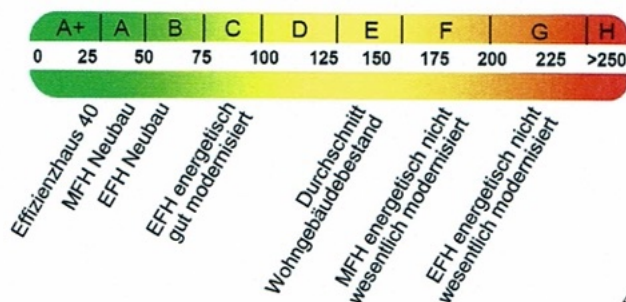 A+ A B C D E F G H
0 25 50 75 100 125 150 175 200 225 >250
Effizienzhaus 40
MFH Neubau
EFH Neubau
EFH energetisch
gut modernisiert
Durchschnitt
Wohngebäudebestand
MFH energetisch nicht
wesentlich modernisiert
EFH energetisch nicht
wesentlich modernisiert